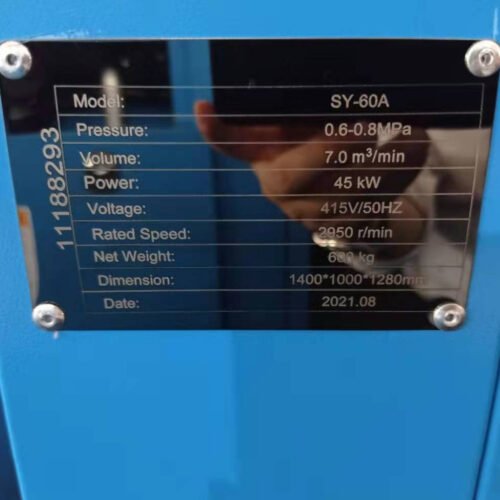 11188293
Model: SY-60A
Pressure: 0.6-0.8MPa
Volume: 7.0 m³/min
Power: 45 kW
Voltage: 415V/50HZ
Rated Speed: 2950 r/min
Net Weight: kg
Dimension: 1400*1000*1280mm
Date: 2021.08